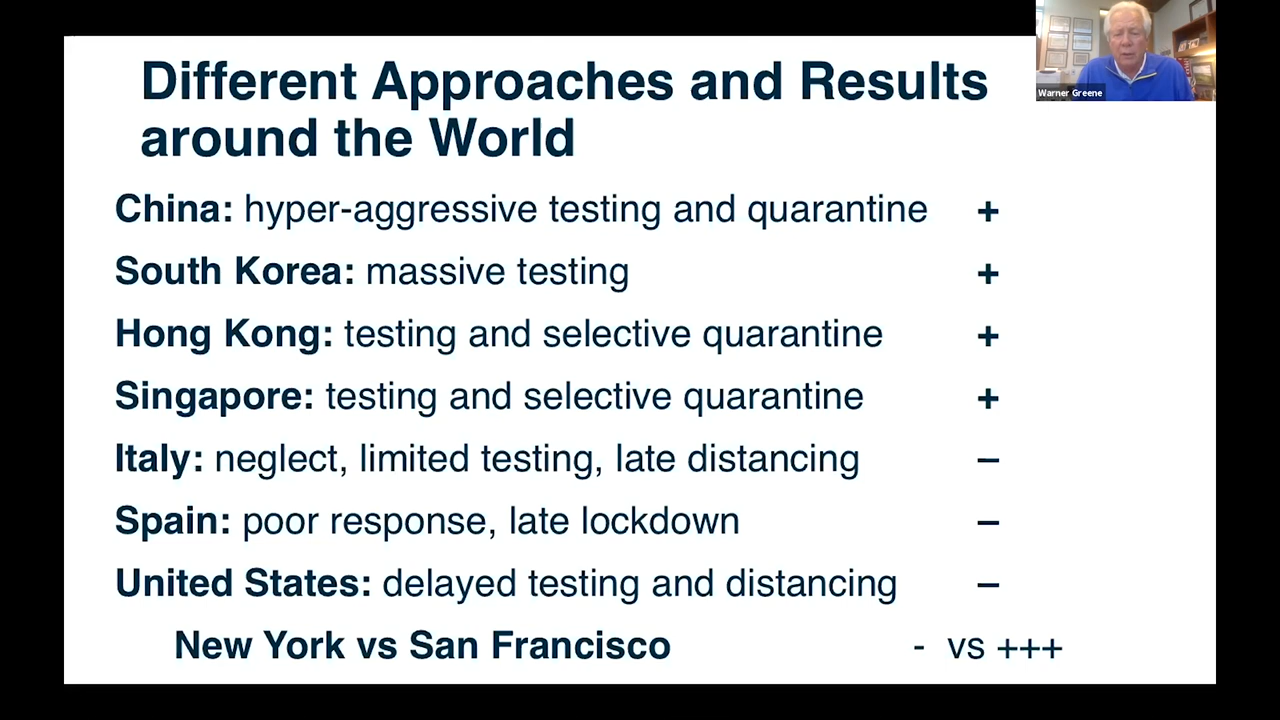 Different Approaches and Results
around the World
China: hyper-aggressive testing and quarantine +
South Korea: massive testing +
Hong Kong: testing and selective quarantine +
Singapore: testing and selective quarantine +
Italy: neglect, limited testing, late distancing –
Spain: poor response, late lockdown –
United States: delayed testing and distancing –
New York vs San Francisco - vs +++
Warner Greene